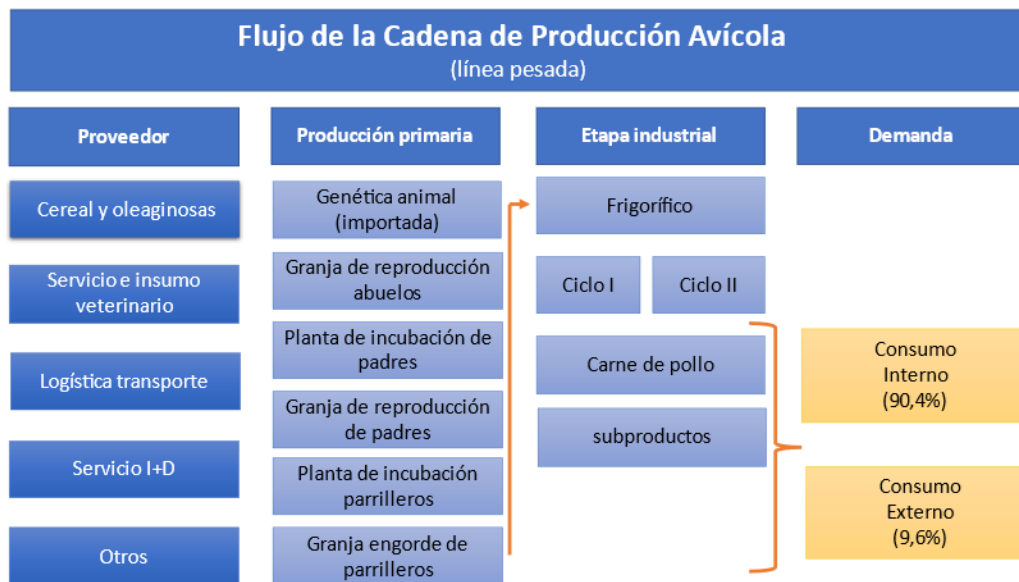 Flujo de la Cadena de Producción Avícola
(línea pesada)
Proveedor
Cereal y oleaginosas
Servicio e insumo
veterinario
Logística transporte
Servicio I+D
Otros
Producción primaria
Genética animal
(importada)
Granja de reproducción
abuelos
Planta de incubación de
padres
Granja de reproducción
de padres
Planta de incubación
parrilleros
Granja engorde de
parrilleros
Etapa industrial
Frigorífico
Ciclo I
Ciclo II
Carne de pollo
subproductos
Demanda
Consumo
Interno
(90,4%)
Consumo
Externo
(9,6%)